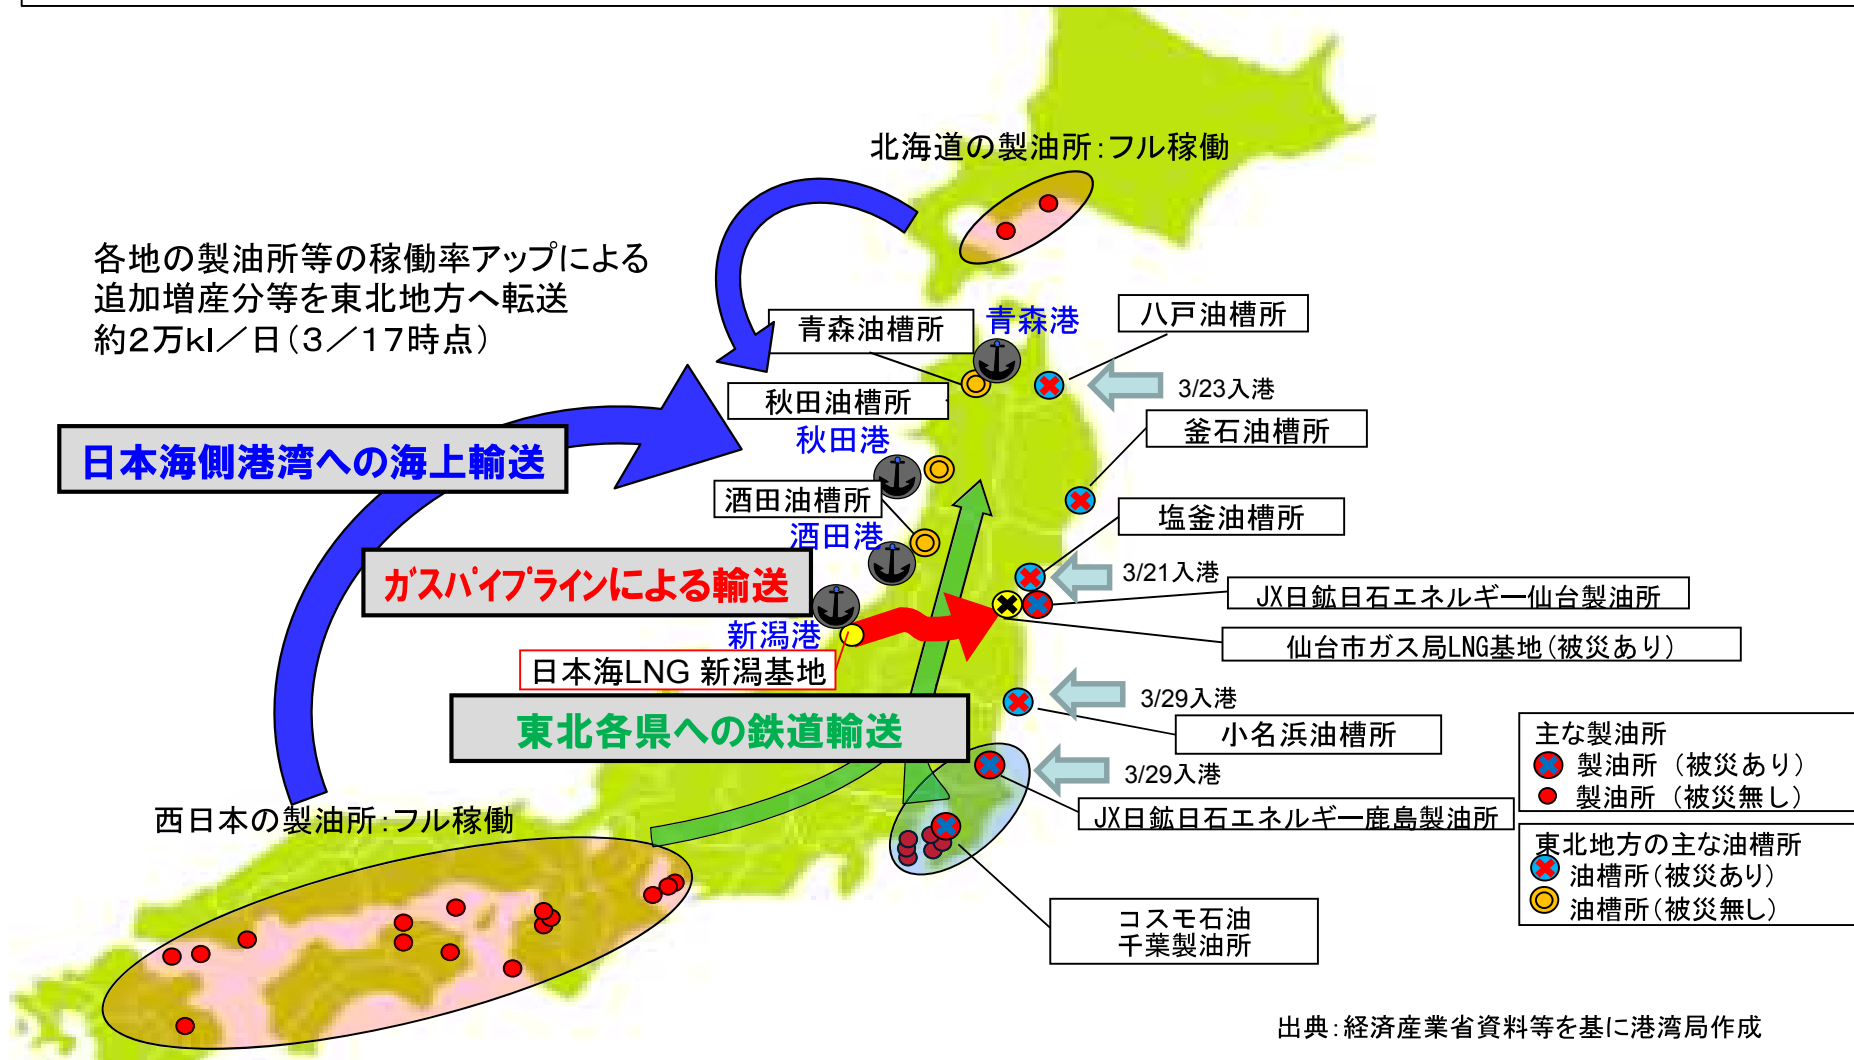 北海道の製油所：フル稼働
各地の製油所等の稼働率アップによる
追加増産分等を東北地方へ転送
約２万kl／日（３／１７時点）
青森油槽所
青森港
八戸油槽所
3/23入港
秋田油槽所
秋田港
釜石油槽所
日本海側港湾への海上輸送
酒田油槽所
酒田港
塩釜油槽所
3/21入港
ガスパイプラインによる輸送
JX日鉱日石エネルギー仙台製油所
新潟港
仙台市ガス局LNG基地（被災あり）
日本海LNG 新潟基地
3/29入港
東北各県への鉄道輸送
小名浜油槽所
3/29入港
JX日鉱日石エネルギー鹿島製油所
西日本の製油所：フル稼働
主な製油所
製油所 （被災あり）
製油所 （被災無し）
東北地方の主な油槽所
油槽所（被災あり）
油槽所（被災無し）
コスモ石油
千葉製油所
出典：経済産業省資料等を基に港湾局作成